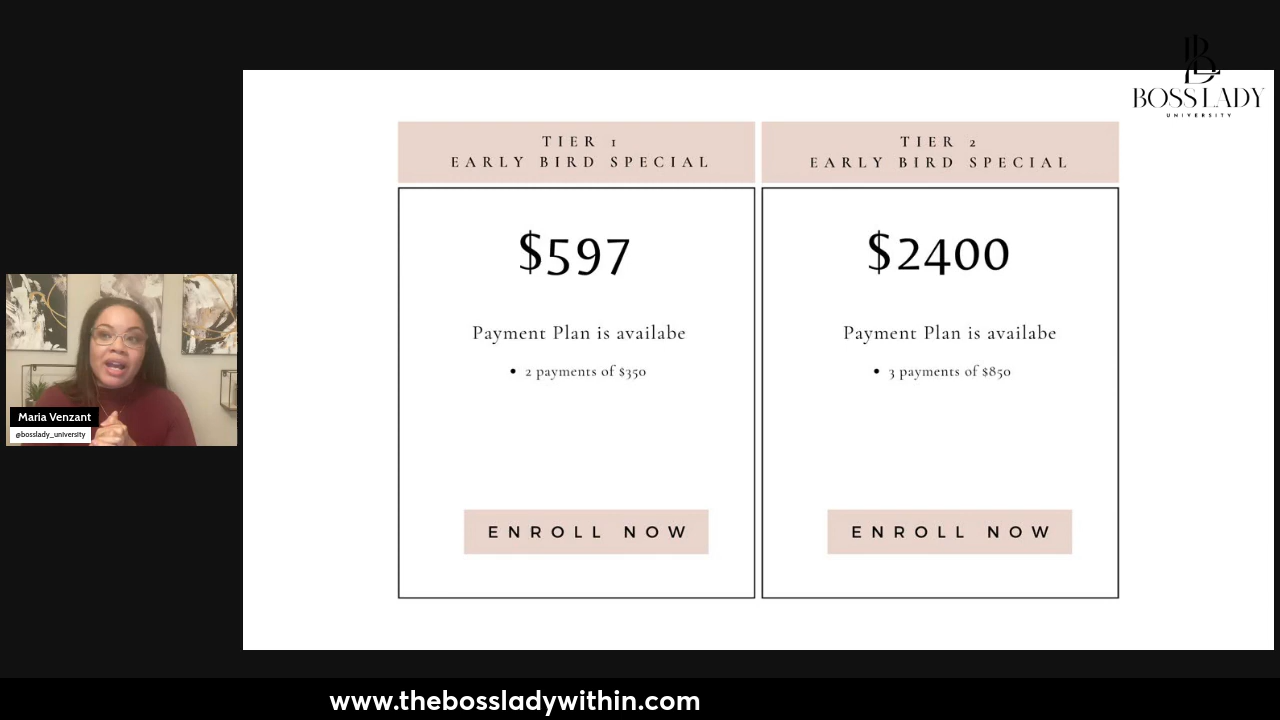 BL
BOSS LADY
UNIVERSITY
TIER 1
EARLY BIRD SPECIAL
$597
Payment Plan is availabe
• 2 payments of $350
ENROLL NOW
TIER 2
EARLY BIRD SPECIAL
$2400
Payment Plan is availabe
• 3 payments of $850
ENROLL NOW
Maria Venzant
@bosslady_university
www.thebossladywithin.com